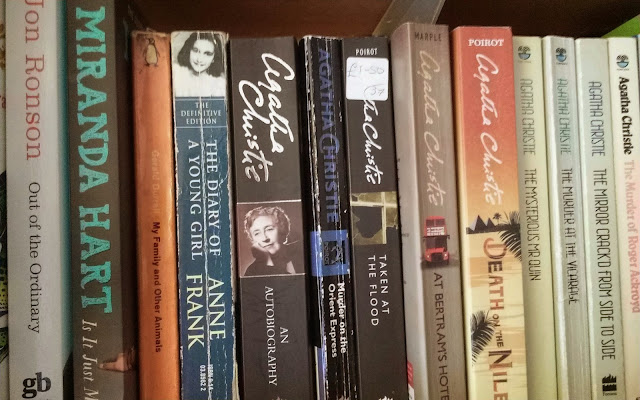 Jon Ronson
Out of the Ordinary
MIRANDA HART
Is It Just M
Gerald Durrell
My Family and Other Animals
THE DEFINITIVE
EDITION
THE DIARY OF
A YOUNG GIRL
ANNE
FRANK
Agatha
Christie
AN
AUTOBIOGRAPHY
AGATHA CHRISTIE
Murder on the
Orient Express
POIROT
£1-50
Christie
TAKEN AT
THE FLOOD
MARPLE
Agatha Christie
AT BERTRAM'S HOTEL
POIROT
Agatha Christie
DEATH ON THE NILE
AGATHA CHRISTIE
THE MYSTERIOUS MR QUIN
AGATHA CHRISTIE
THE MURDER AT THE VICARAGE
AGATHA CHRISTIE
THE MIRROR CRACK'D FROM SIDE TO SIDE
Agatha Christie
The Murder of Roger Ackroyd